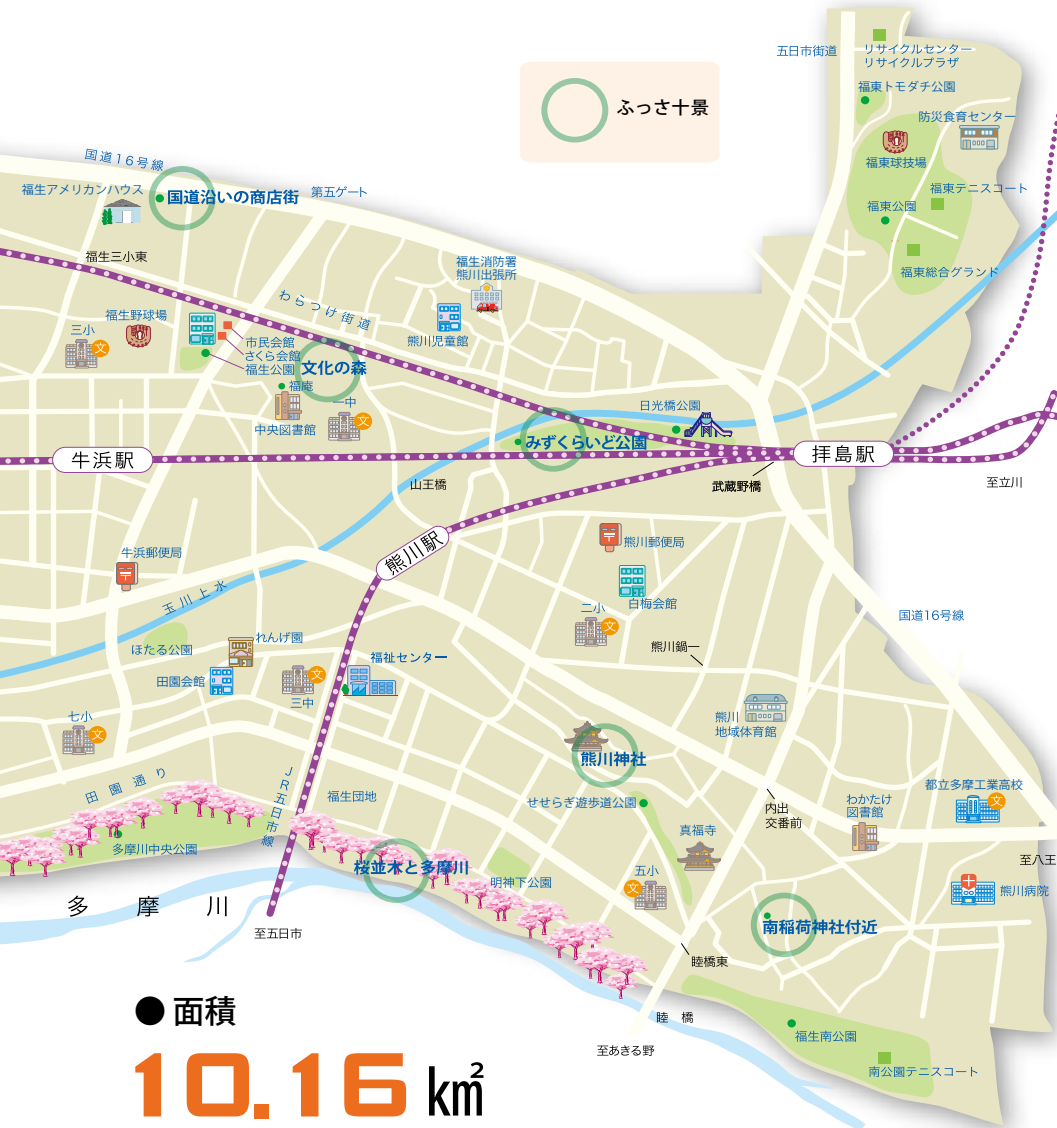 五日市街道
リサイクルセンター
リサイクルプラザ
福東トモダチ公園
ふっさ十景
防災食育センター
福東球技場
国道16号線
福生アメリカンハウス
国道沿いの商店街
第五ゲート
福東テニスコート
福東公園
福生三小東
福生消防署
熊川出張所
福東総合グランド
わらつけ街道
福生野球場
三小
文
熊川児童館
市民会館
さくら会館
福生公園
文化の森
福庵
一中
文
中央図書館
日光橋公園
みずくらいど公園
牛浜駅
拝島駅
山王橋
武蔵野橋
至立川
熊川駅
熊川郵便局
牛浜郵便局
玉川上水
白梅会館
二小
文
国道16号線
ほたる公園
れんげ園
福祉センター
熊川鍋一
田園会館
三中
文
七小
文
熊川
地域体育館
熊川神社
田園通り
JR五日市線
福生団地
せせらぎ遊歩道公園
内出
交番前
わかたけ
図書館
都立多摩工業高校
文
真福寺
多摩川中央公園
桜並木と多摩川
明神下公園
五小
文
至八王
熊川病院
多摩川
南稲荷神社付近
至五日市
睦橋東
睦橋
福生南公園
至あきる野
南公園テニスコート
● 面積
10.16 km²